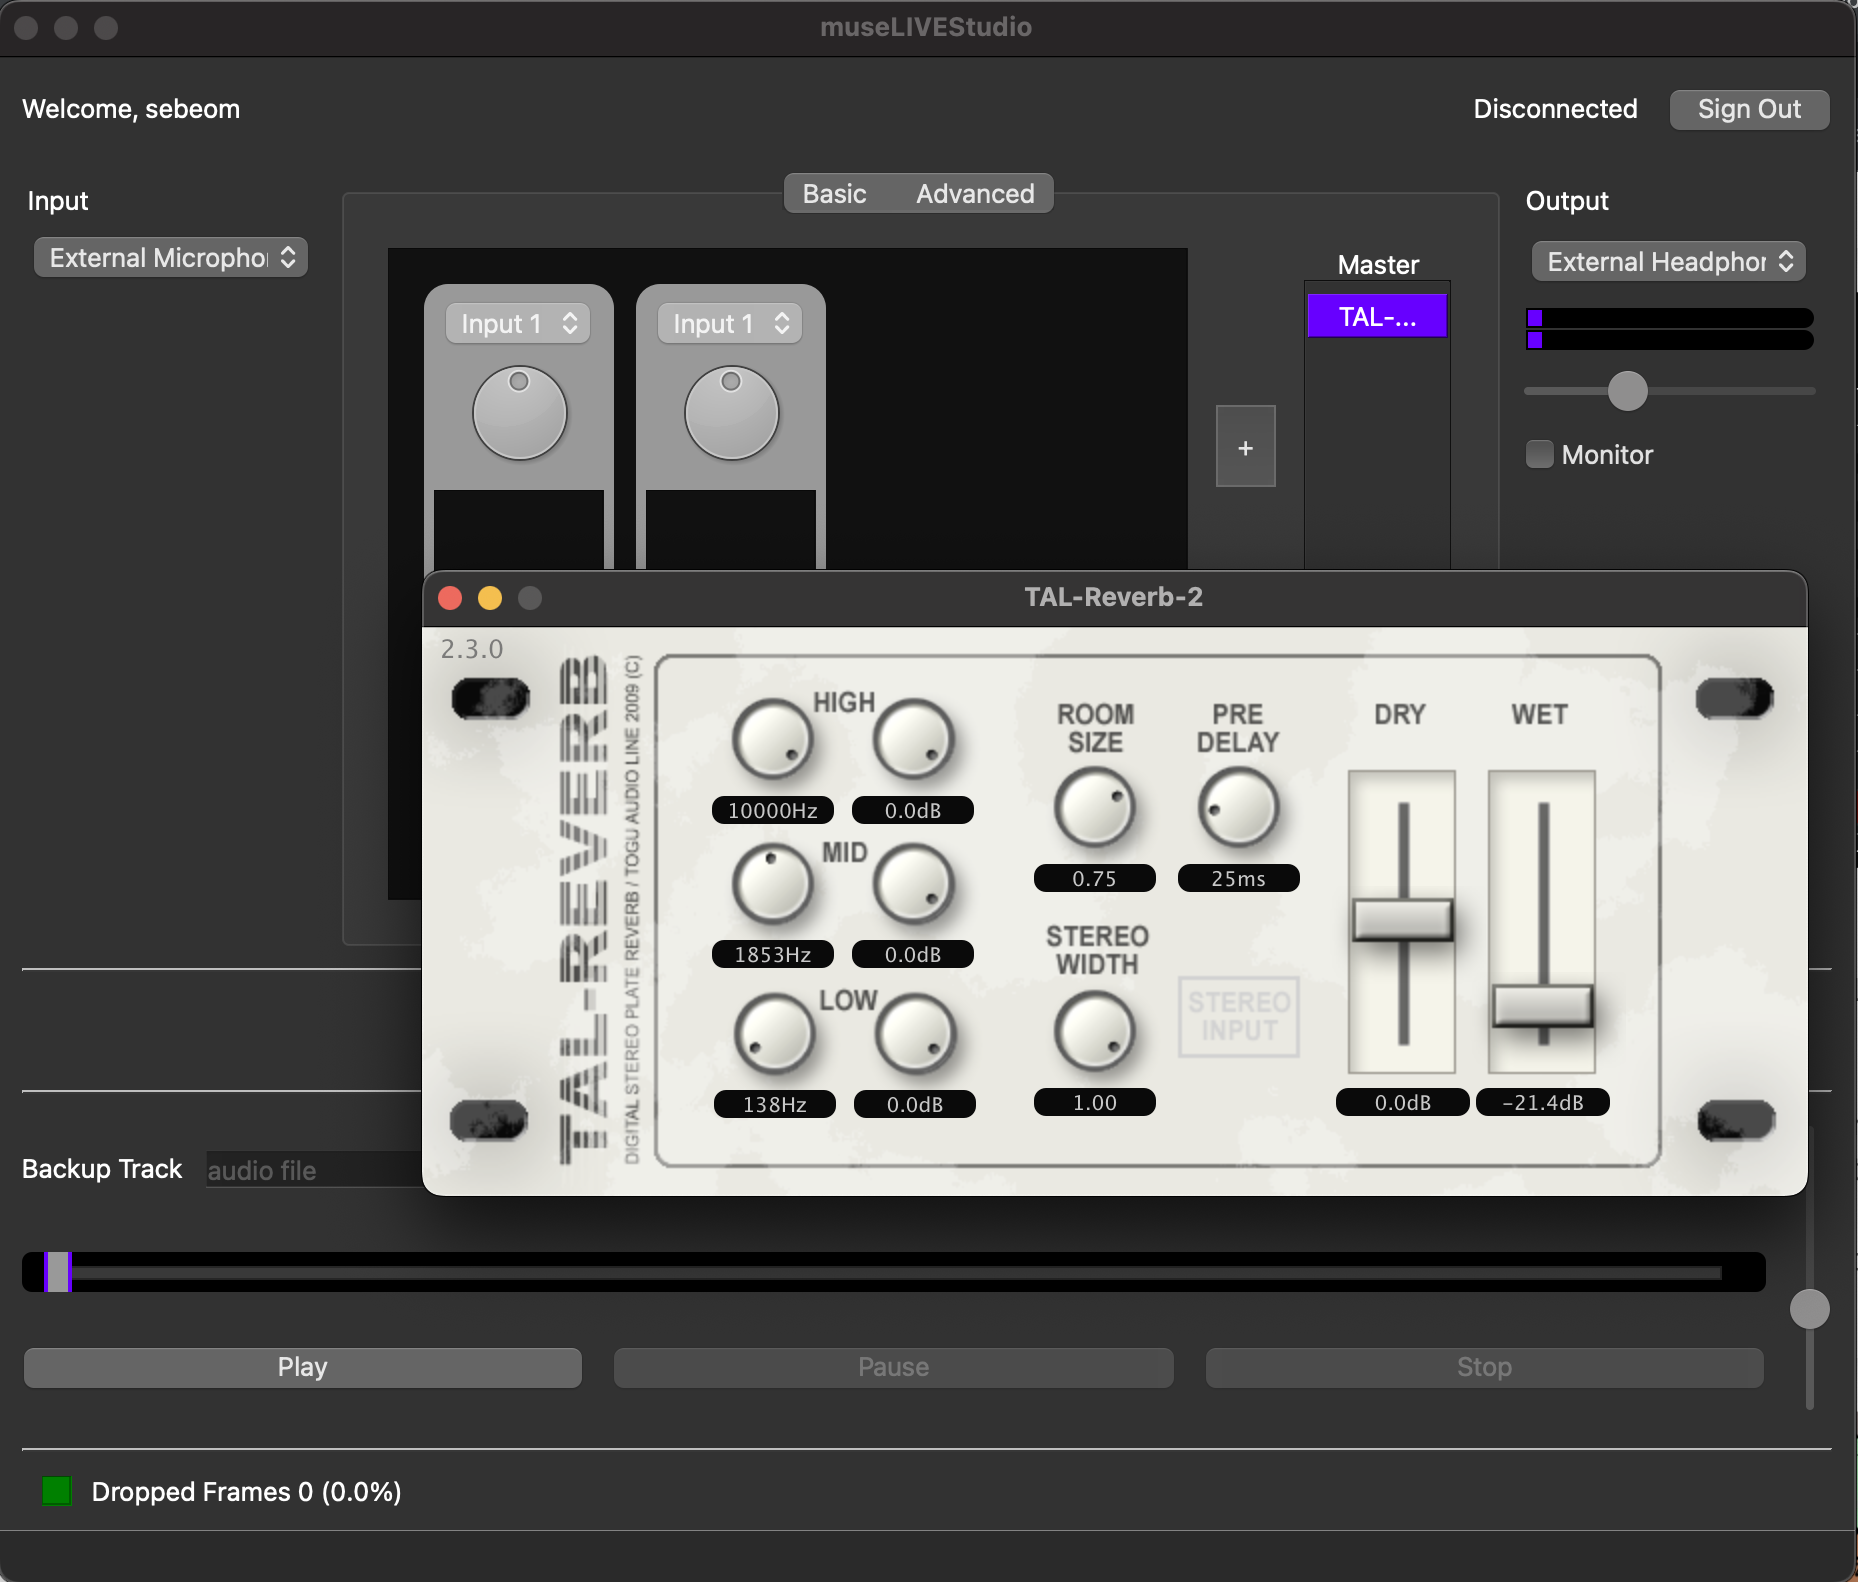 museLIVEStudio
Welcome, sebeom
Disconnected
Sign Out
Input
Basic
Advanced
Output
External Micropho
External Headphor
Master
Input 1
Input 1
TAL-...
+
Monitor
TAL-Reverb-2
2.3.0
TAL-REVERB
DIGITAL STEREO PLATE REVERB / TOGU AUDIO LINE 2009 (C)
HIGH
10000Hz
0.0dB
MID
1853Hz
0.0dB
LOW
138Hz
0.0dB
ROOM
SIZE
0.75
PRE
DELAY
25ms
STEREO
WIDTH
1.00
STEREO
INPUT
DRY
0.0dB
WET
-21.4dB
Backup Track
audio file
Play
Pause
Stop
Dropped Frames 0 (0.0%)